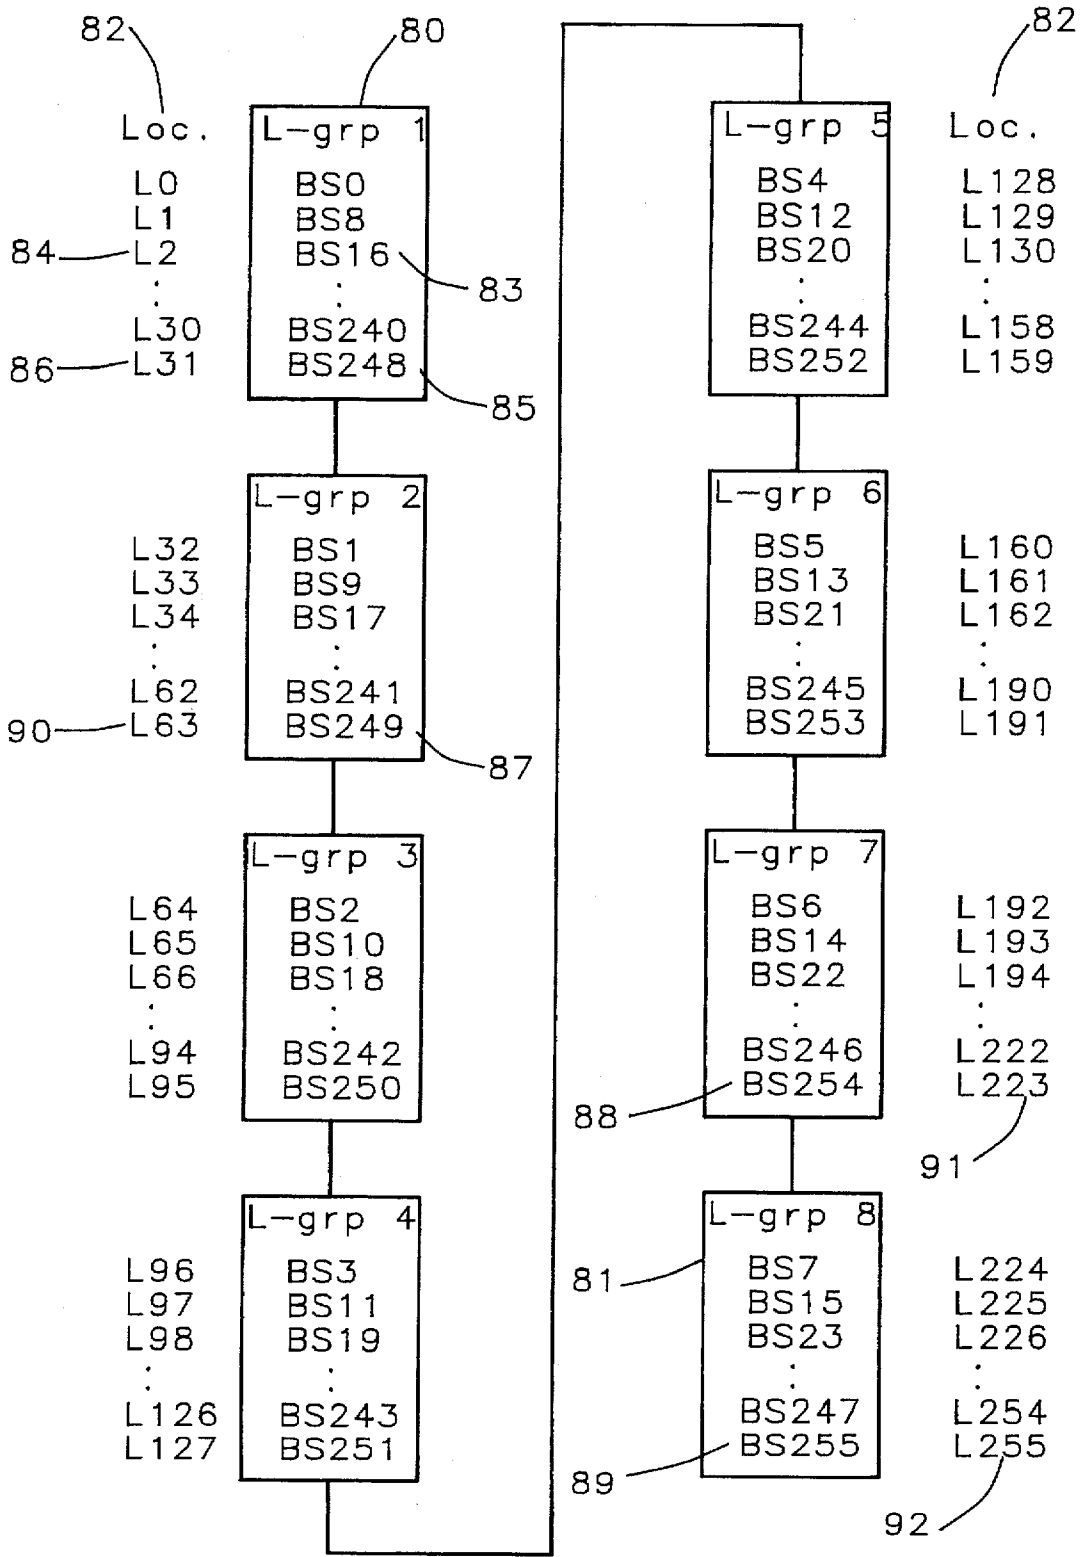 82
80
82
Loc.
L-grp 1
L-grp 5
Loc.
L0 BS0
L1 BS8
84 L2 BS16 83
L30 BS240
86 L31 BS248 85
BS4 L128
BS12 L129
BS20 L130
BS244 L158
BS252 L159
L-grp 2
L32 BS1
L33 BS9
L34 BS17
L62 BS241
90 L63 BS249 87
L-grp 6
BS5 L160
BS13 L161
BS21 L162
BS245 L190
BS253 L191
L-grp 3
L64 BS2
L65 BS10
L66 BS18
L94 BS242
L95 BS250
L-grp 7
BS6 L192
BS14 L193
BS22 L194
BS246 L222
88 BS254 L223
91
L-grp 4
L96 BS3
L97 BS11
L98 BS19
L126 BS243
L127 BS251
L-grp 8
81 BS7 L224
BS15 L225
BS23 L226
BS247 L254
89 BS255 L255
92